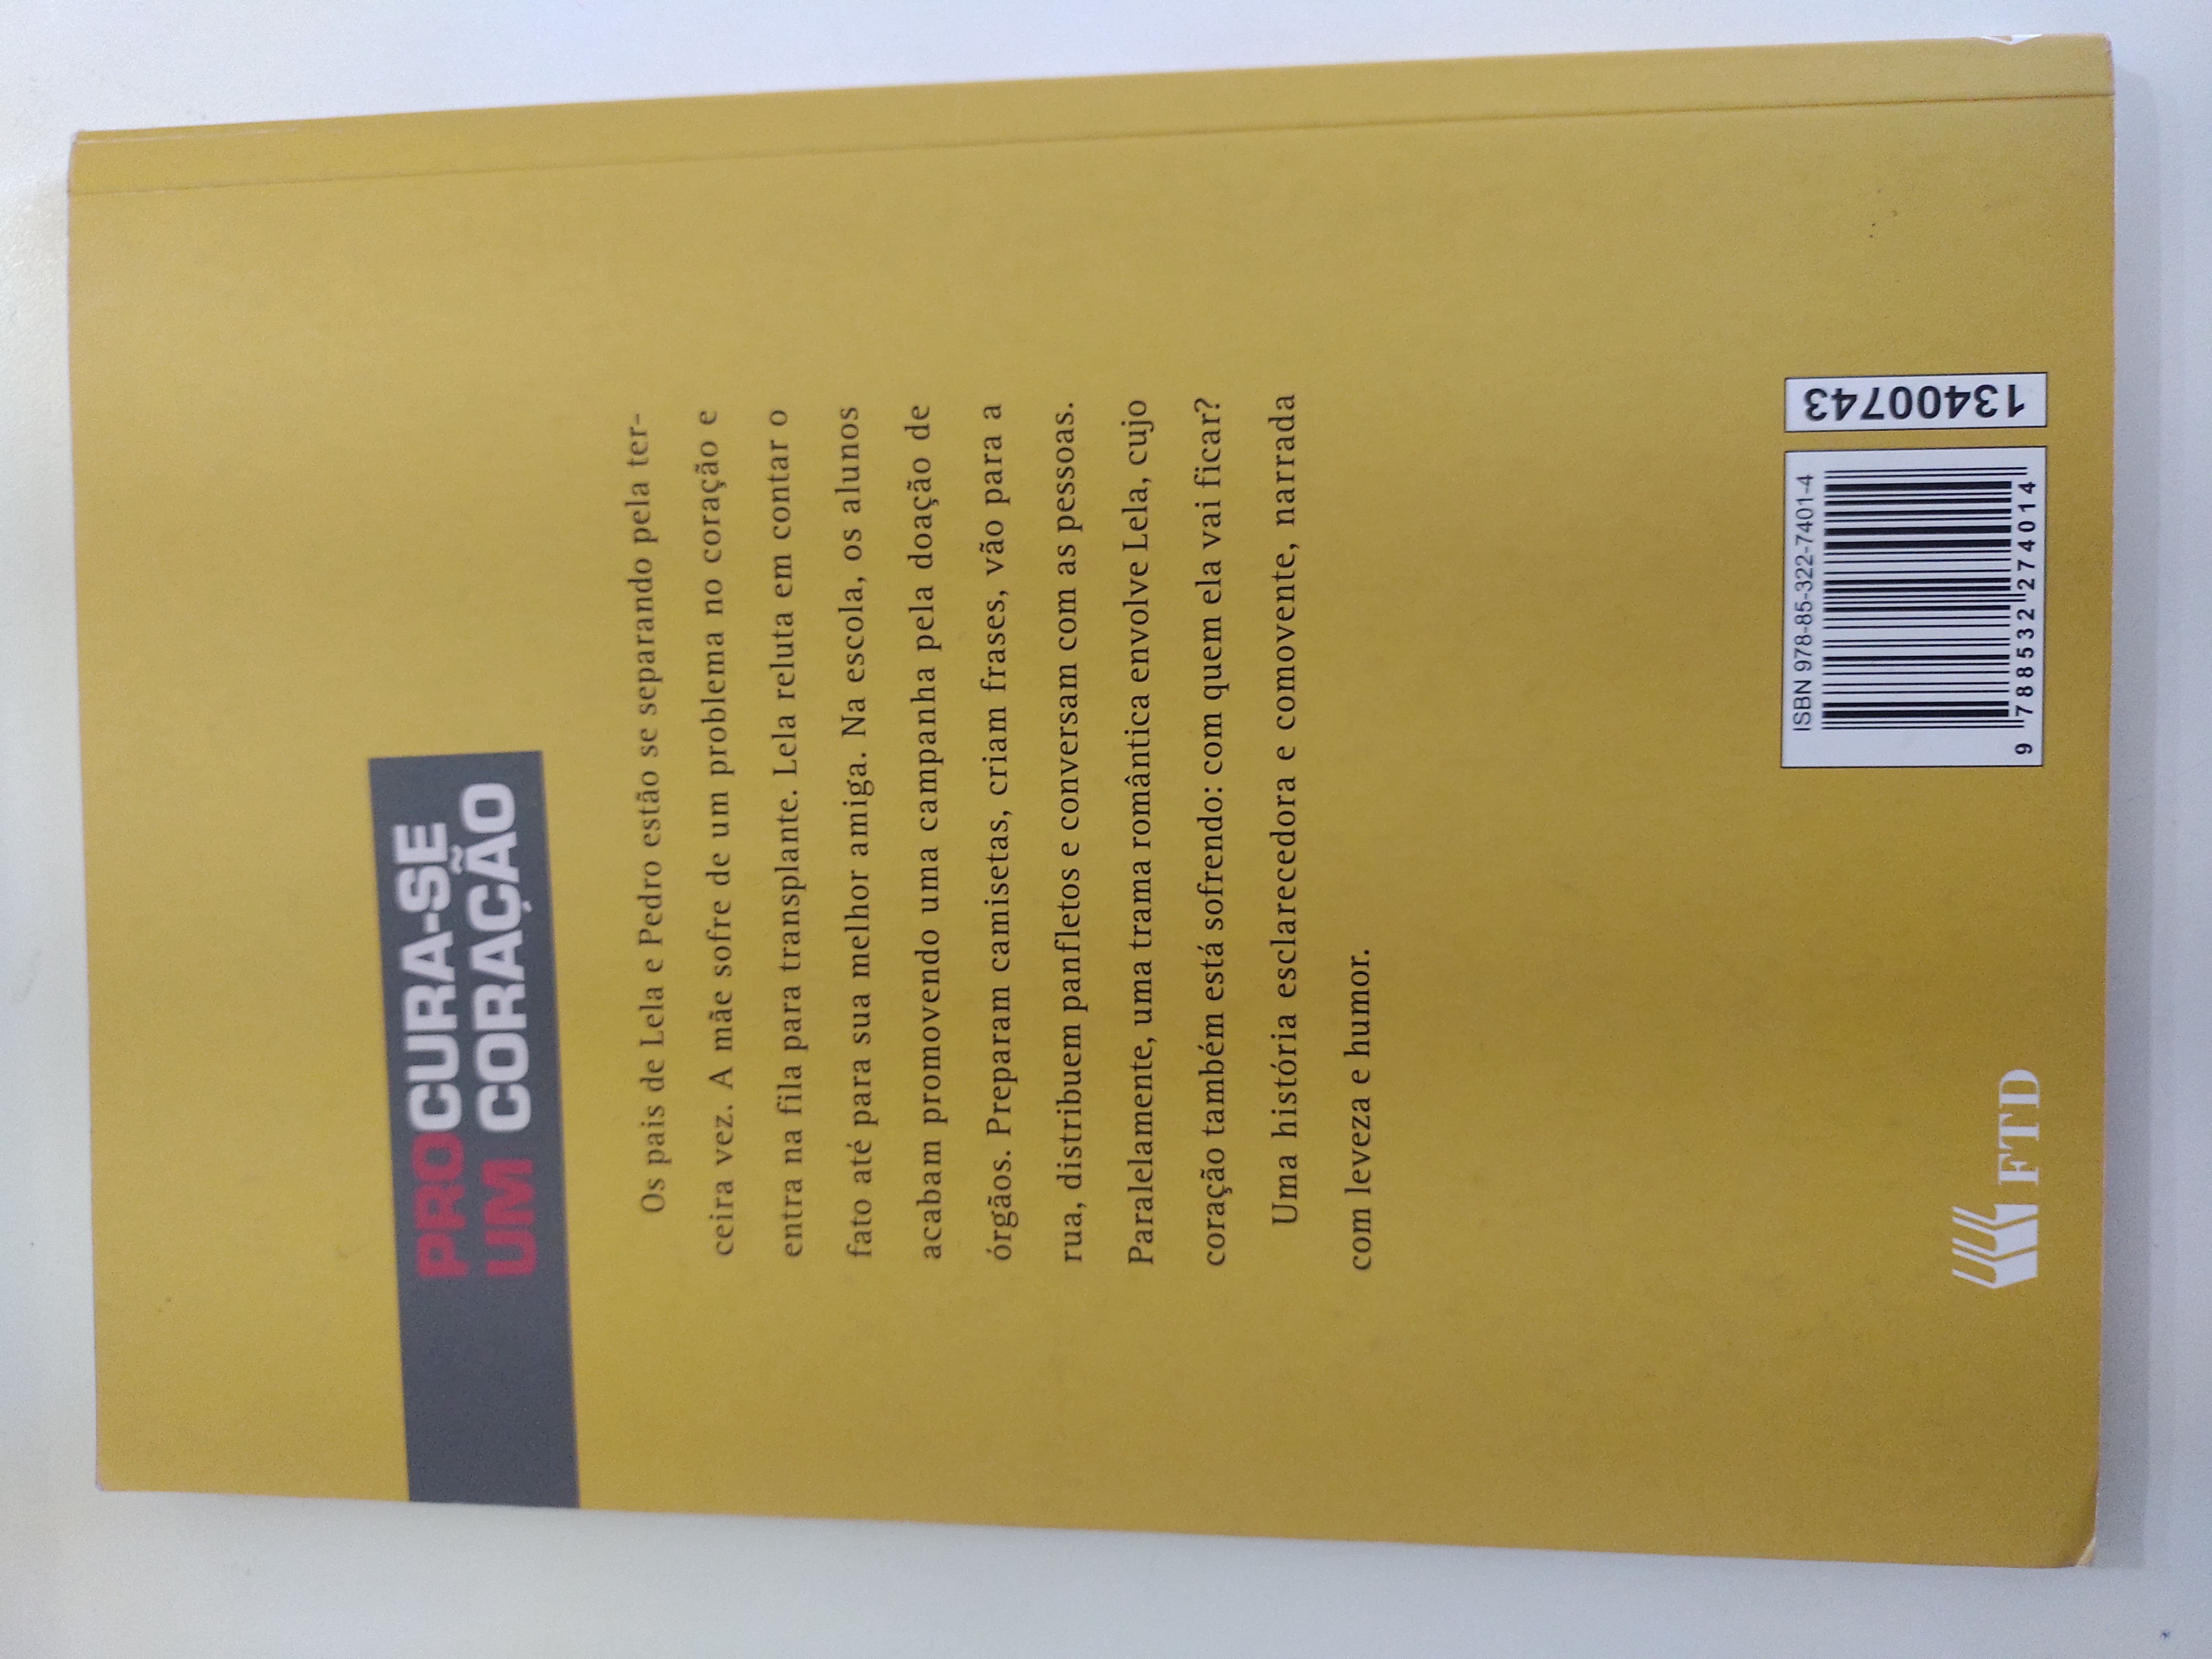 PROCURA-SE
UM CORAÇÃO
Os pais de Lela e Pedro estão se separando pela ter-
ceira vez. A mãe sofre de um problema no coração e
entra na fila para transplante. Lela reluta em contar o
fato até para sua melhor amiga. Na escola, os alunos
acabam promovendo uma campanha pela doação de
órgãos. Preparam camisetas, criam frases, vão para a
rua, distribuem panfletos e conversam com as pessoas.
Paralelamente, uma trama romântica envolve Lela, cujo
coração também está sofrendo: com quem ela vai ficar?
Uma história esclarecedora e comovente, narrada
com leveza e humor.
FTD
ISBN 978-85-322-7401-4
9 788532 274014
13400743